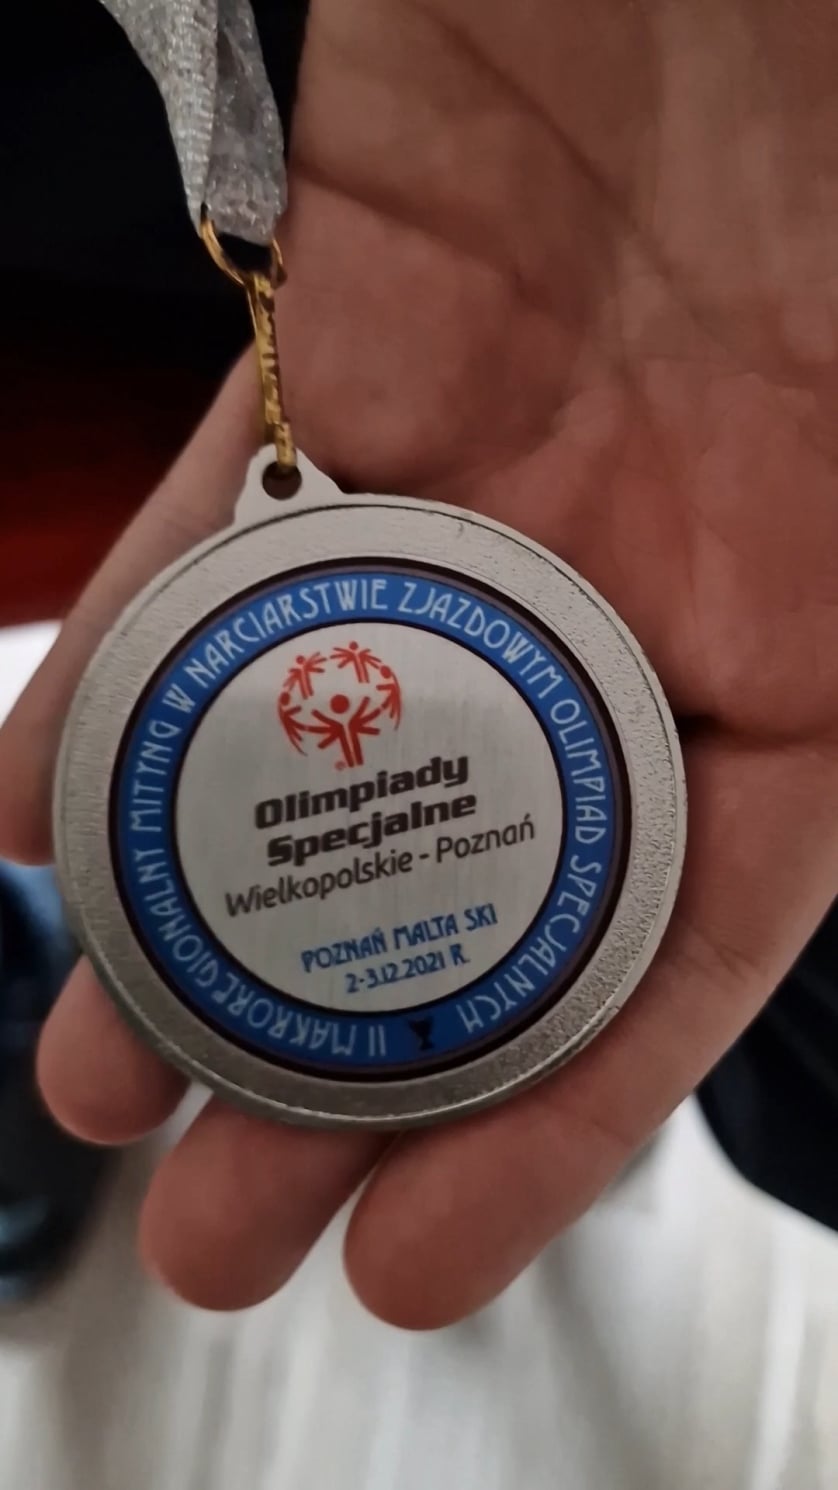 II MAKROREGIONALNY MITYNG W NARCIARSTWIE ZJAZDOWYM OLIMPIAD SPECJALNYCH
Olimpiady
Specjalne
Wielkopolskie - Poznań
POZNAŃ MALTA SKI
2-3.12.2021 R.